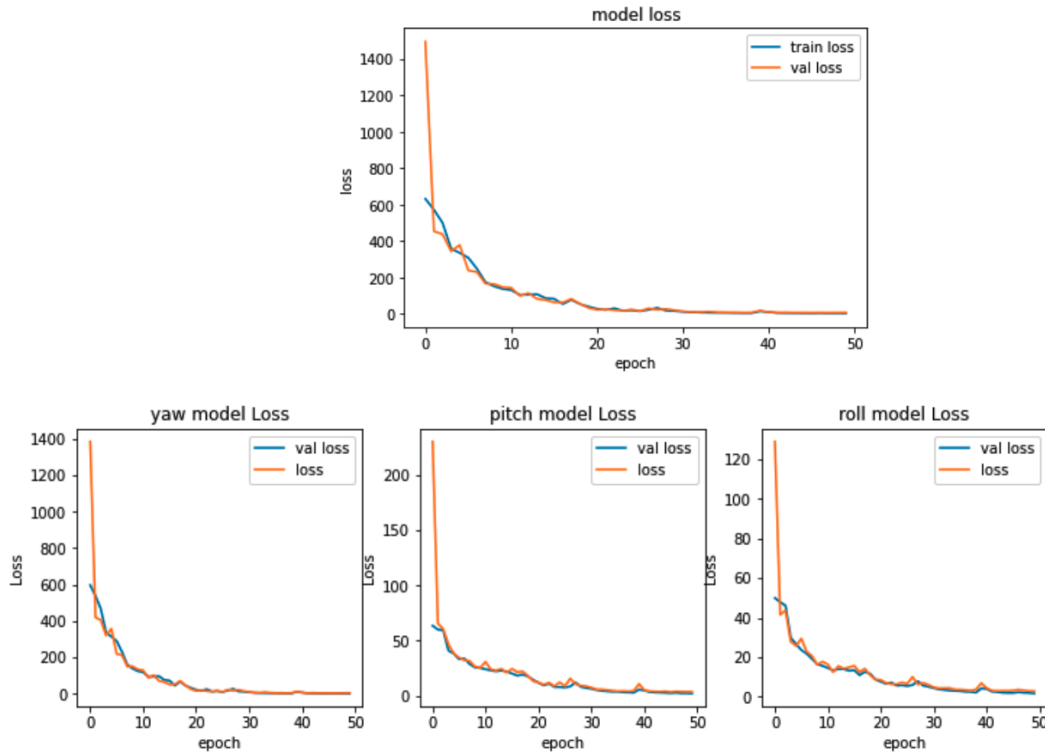 model loss
train loss
val loss
1400
1200
1000
800
600
400
200
0
loss
0 10 20 30 40 50
epoch
yaw model Loss
val loss
loss
1400
1200
1000
800
600
400
200
0
Loss
0 10 20 30 40 50
epoch
pitch model Loss
val loss
loss
200
150
100
50
0
Loss
0 10 20 30 40 50
epoch
roll model Loss
val loss
loss
120
100
80
60
40
20
0
Loss
0 10 20 30 40 50
epoch